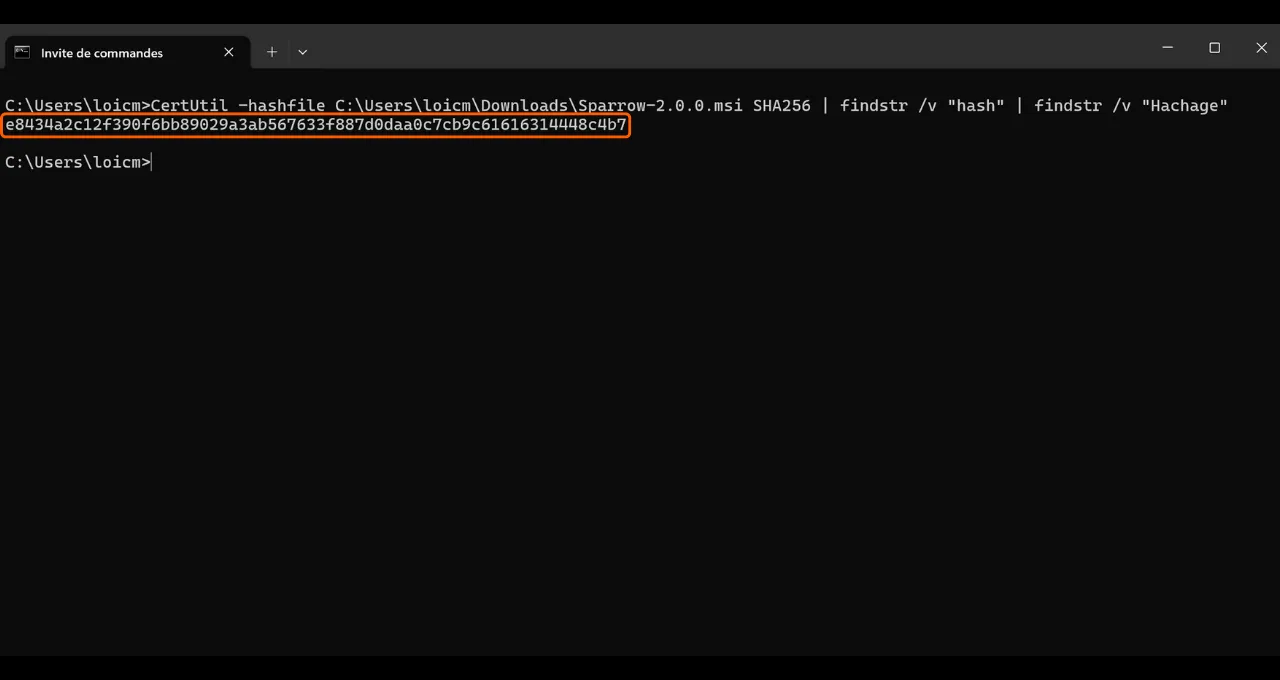 Invite de commandes
C:\Users\loicm>CertUtil -hashfile C:\Users\loicm\Downloads\Sparrow-2.0.0.msi SHA256 | findstr /v "hash" | findstr /v "Hachage"
e8434a2c12f390f6bb89029a3ab567633f887d0daa0c7cb9c61616314448c4b7
C:\Users\loicm>